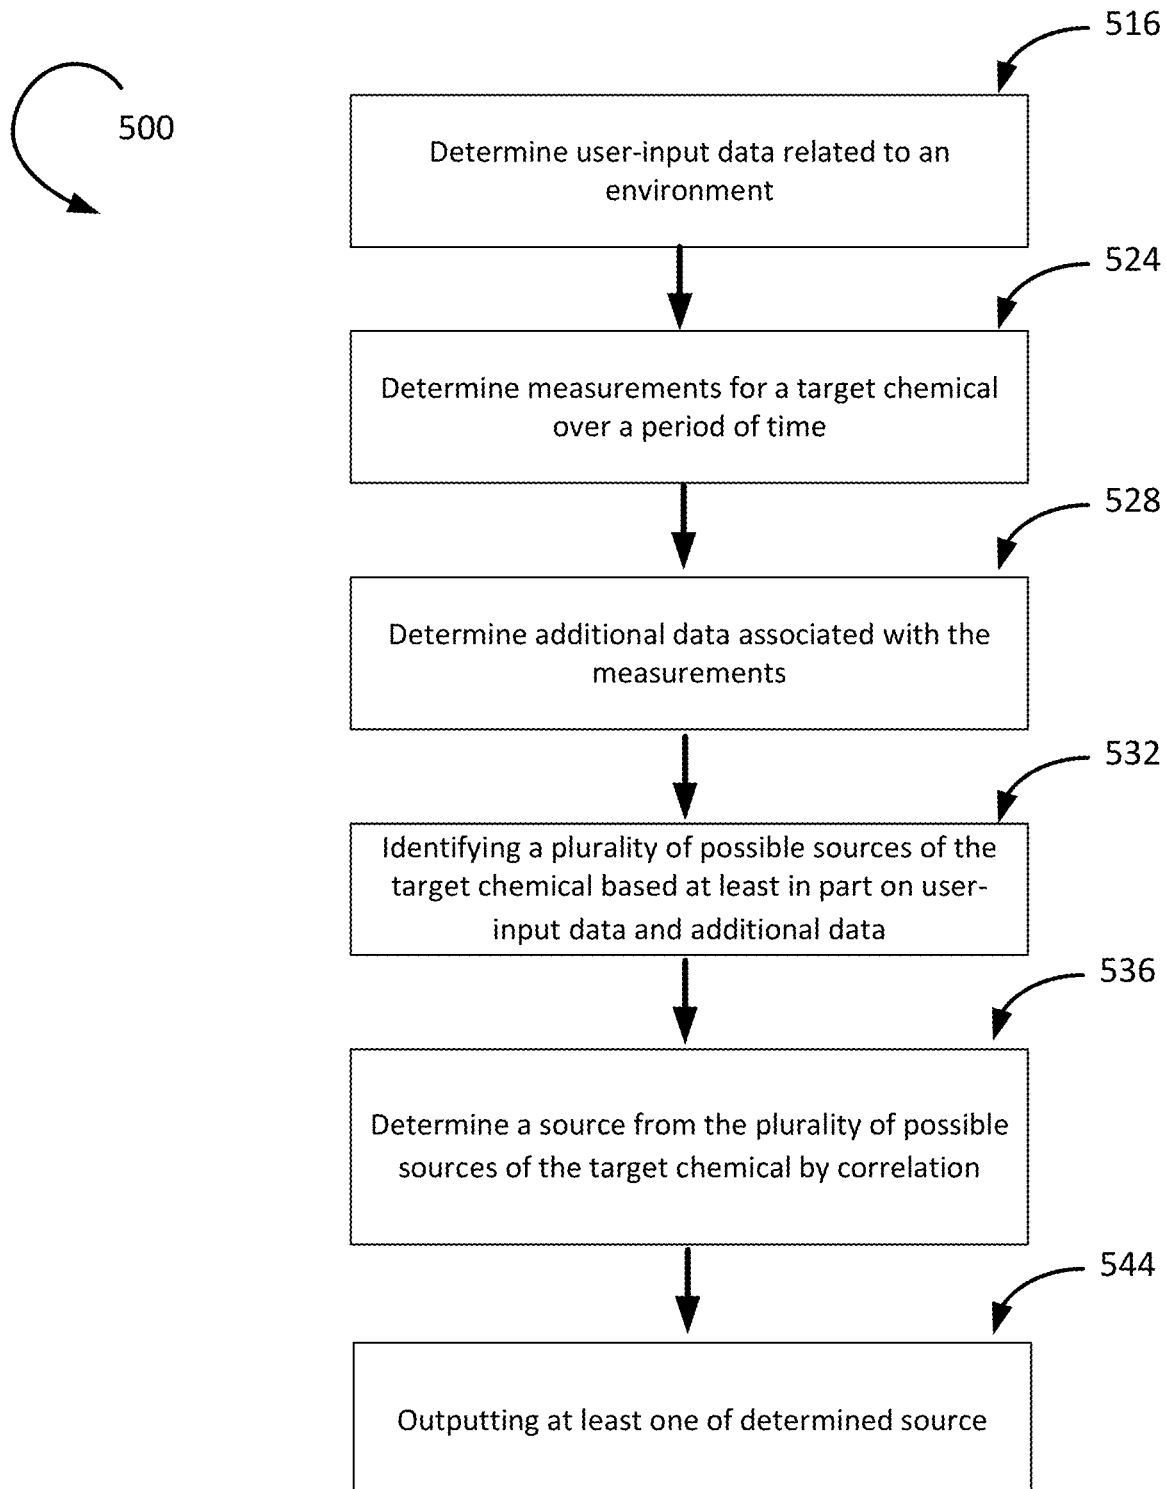 516
500
Determine user-input data related to an
environment
524
Determine measurements for a target chemical
over a period of time
528
Determine additional data associated with the
measurements
532
Identifying a plurality of possible sources of the
target chemical based at least in part on user-
input data and additional data
536
Determine a source from the plurality of possible
sources of the target chemical by correlation
544
Outputting at least one of determined source